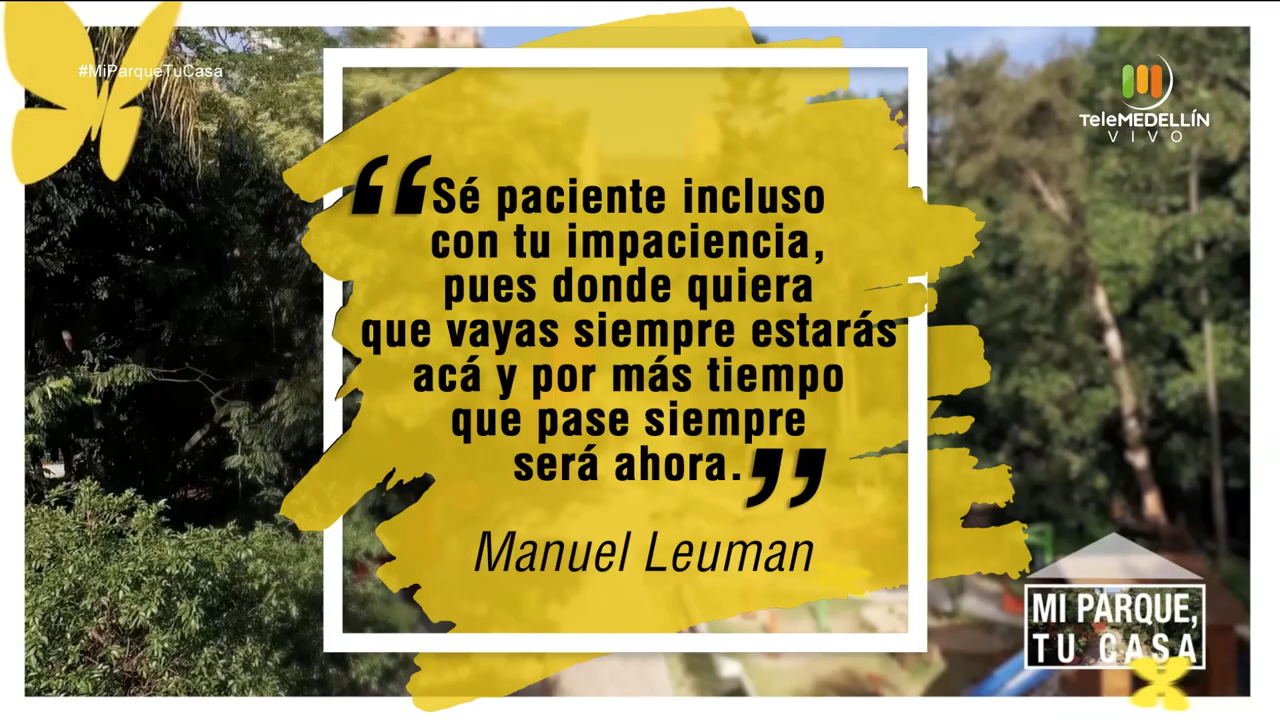 #MiParqueTuCasa
TeleMEDELLÍN
VIVO
“Sé paciente incluso
con tu impaciencia,
pues donde quiera
que vayas siempre estarás
acá y por más tiempo
que pase siempre
será ahora.”
Manuel Leuman
MI PARQUE,
TU CASA